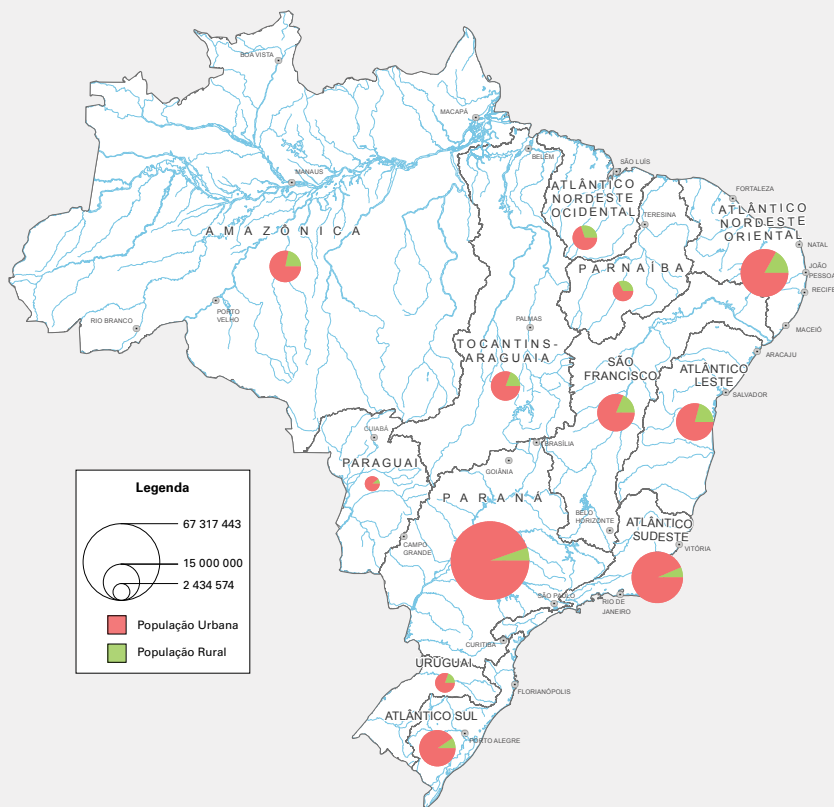 BOA VISTA
MACAPÁ
BELÉM
SÃO LUÍS
MANAUS
ATLÂNTICO
NORDESTE
OCIDENTAL
FORTALEZA
TERESINA
ATLÂNTICO
NORDESTE
ORIENTAL
AMAZÔNICA
NATAL
PARNAÍBA
JOÃO
PESSOA
RECIFE
PORTO
VELHO
RIO BRANCO
PALMAS
MACEIÓ
TOCANTINS-
ARAGUAIA
SÃO
FRANCISCO
ARACAJU
ATLÂNTICO
LESTE
SALVADOR
CUIABÁ
BRASÍLIA
PARAGUAI
GOIÂNIA
PARANÁ
BELO
HORIZONTE
ATLÂNTICO
SUDESTE
VITÓRIA
CAMPO
GRANDE
SÃO PAULO
RIO DE
JANEIRO
CURITIBA
URUGUAI
FLORIANÓPOLIS
ATLÂNTICO SUL
PORTO ALEGRE
Legenda
67 317 443
15 000 000
2 434 574
População Urbana
População Rural